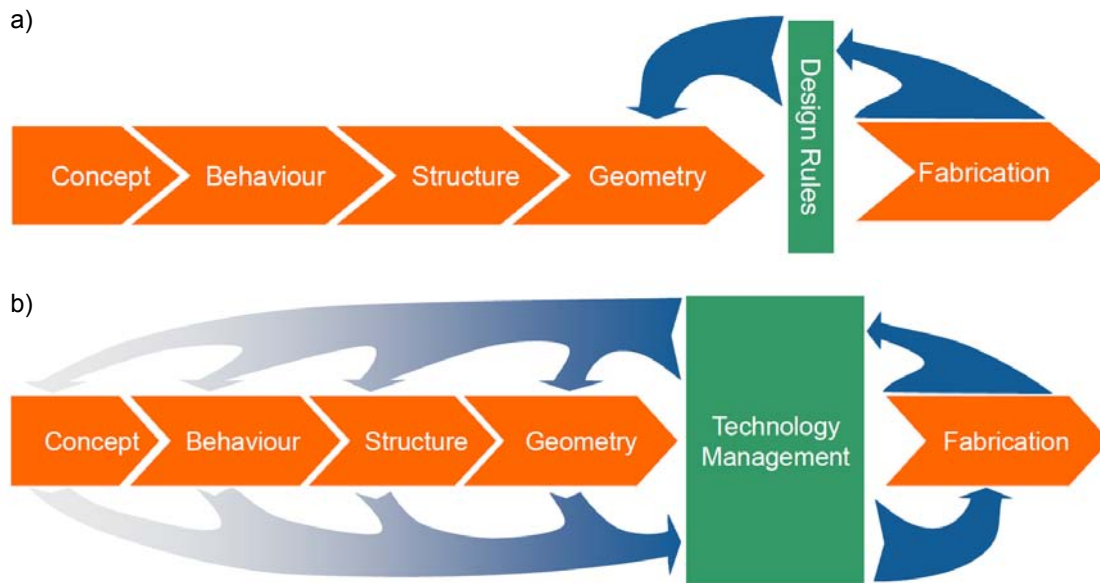 a)
Concept
Behaviour
Structure
Geometry
Design Rules
Fabrication
b)
Concept
Behaviour
Structure
Geometry
Technology
Management
Fabrication